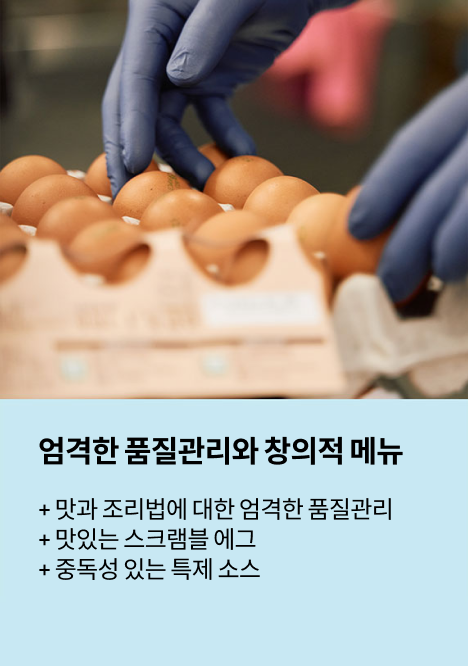 엄격한 품질관리와 창의적 메뉴
+ 맛과 조리법에 대한 엄격한 품질관리
+ 맛있는 스크램블 에그
+ 중독성 있는 특제 소스